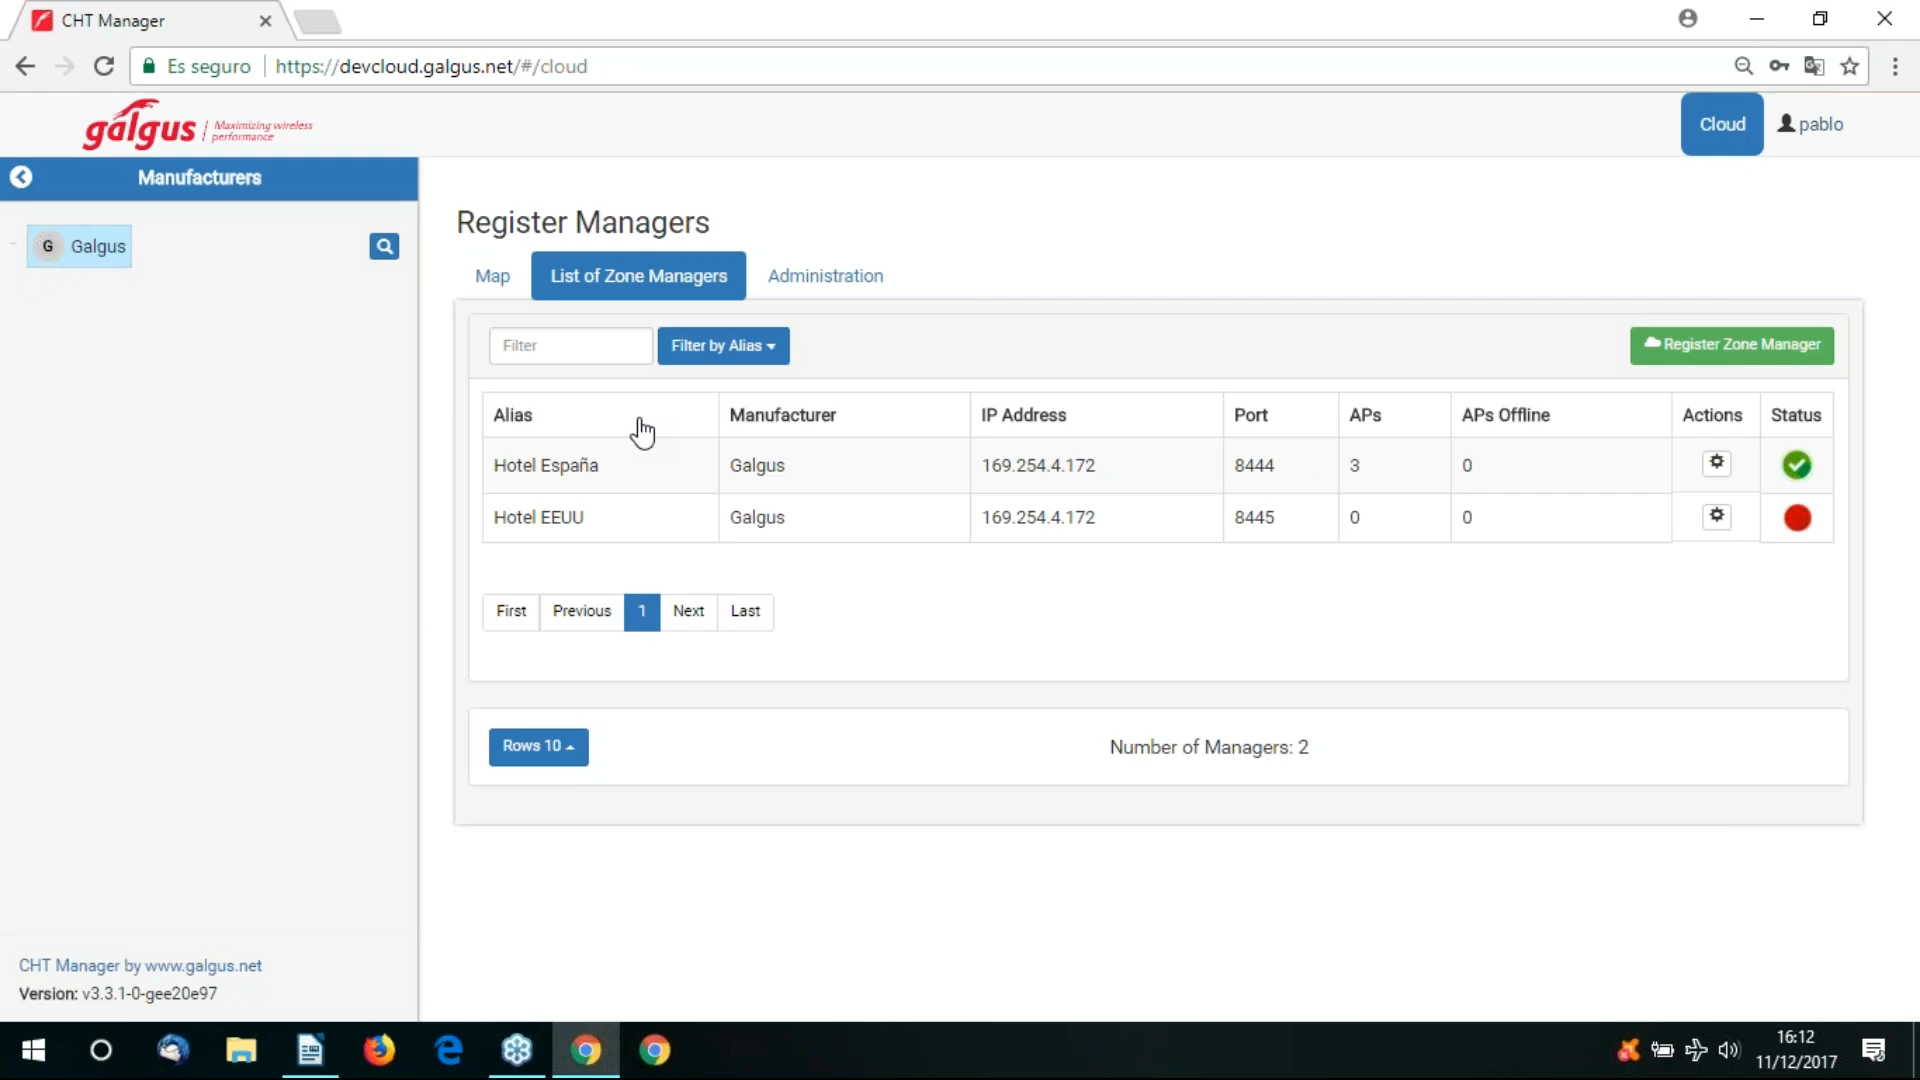 CHT Manager
Es seguro https://devcloud.galgus.net/#/cloud
galgus / Maximizing wireless performance
Cloud pablo
Manufacturers
G Galgus
Register Managers
Map List of Zone Managers Administration
Filter Filter by Alias Register Zone Manager
Alias Manufacturer IP Address Port APs APs Offline Actions Status
Hotel España Galgus 169.254.4.172 8444 3 0
Hotel EEUU Galgus 169.254.4.172 8445 0 0
First Previous 1 Next Last
Rows 10 Number of Managers: 2
CHT Manager by www.galgus.net
Version: v3.3.1-0-gee20e97
16:12
11/12/2017